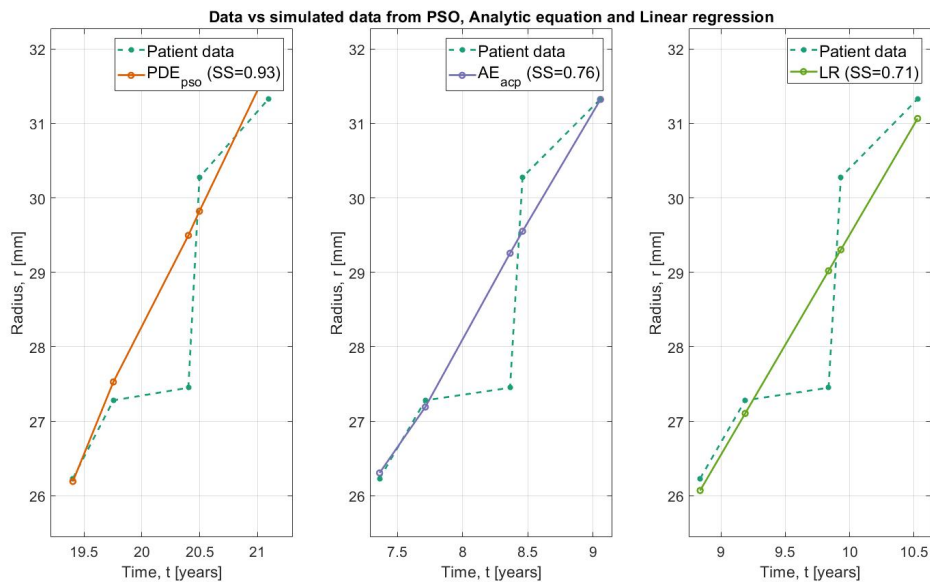 Data vs simulated data from PSO, Analytic equation and Linear regression
Patient data
PDEpso (SS=0.93)
32
31
30
29
28
27
26
Radius, r [mm]
19.5 20 20.5 21
Time, t [years]
Patient data
AEacp (SS=0.76)
32
31
30
29
28
27
26
Radius, r [mm]
7.5 8 8.5 9
Time, t [years]
Patient data
LR (SS=0.71)
32
31
30
29
28
27
26
Radius, r [mm]
9 9.5 10 10.5
Time, t [years]